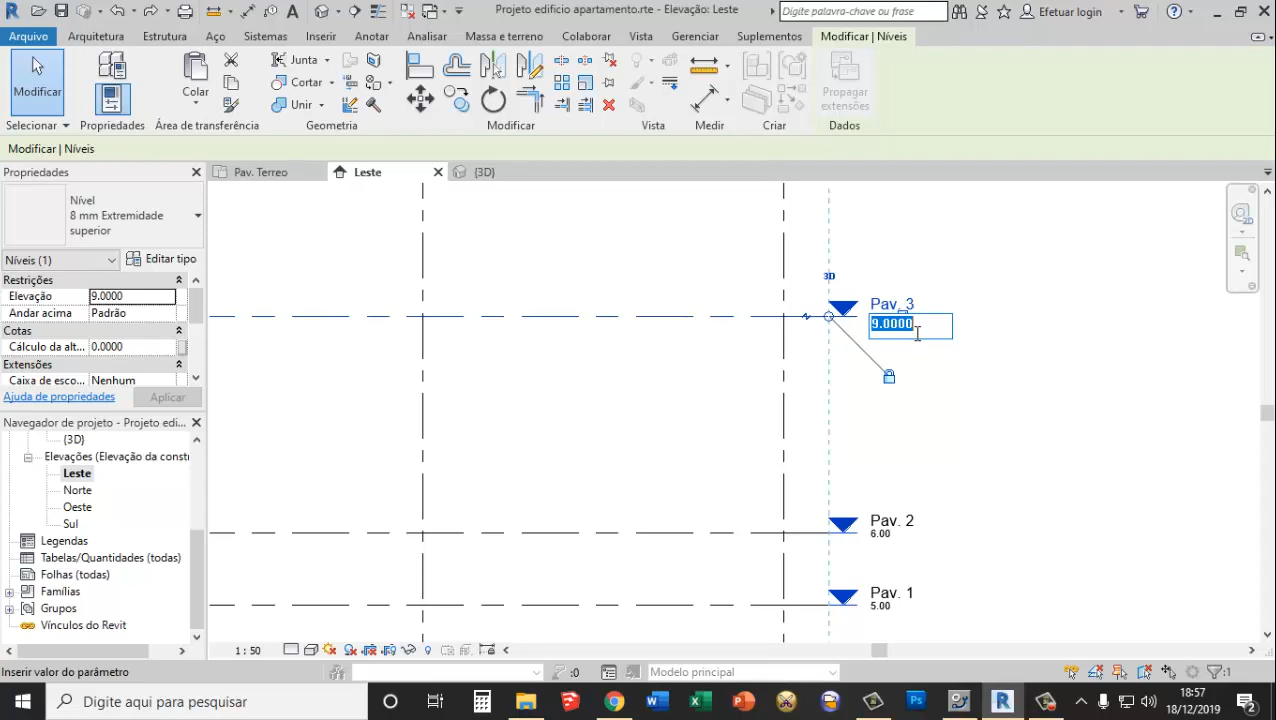 Projeto edificio apartamento.rte - Elevação: Leste
Digite palavra-chave ou frase
Efetuar login
Arquivo
Arquitetura
Estrutura
Aço
Sistemas
Inserir
Anotar
Analisar
Massa e terreno
Colaborar
Vista
Gerenciar
Suplementos
Modificar | Níveis
Modificar
Colar
Junta
Cortar
Unir
Propagar
extensões
Selecionar
Propriedades
Área de transferência
Geometria
Modificar
Vista
Medir
Criar
Dados
Modificar | Níveis
Propriedades
Pav. Terreo
Leste
{3D}
Nível
8 mm Extremidade
superior
Níveis (1)
Editar tipo
Restrições
Elevação 9.0000
Andar acima Padrão
Cotas
Cálculo da alt... 0.0000
Extensões
Caixa de esco... Nenhum
Ajuda de propriedades
Aplicar
Navegador de projeto - Projeto edi...
{3D}
Elevações (Elevação da const
Leste
Norte
Oeste
Sul
Legendas
Tabelas/Quantidades (todas)
Folhas (todas)
Famílias
Grupos
Vínculos do Revit
3D
Pav. 3
9.0000
Pav. 2
6.00
Pav. 1
5.00
1 : 50
Inserir valor do parâmetro
:0
Modelo principal
:1
Digite aqui para pesquisar
18:57
18/12/2019
2